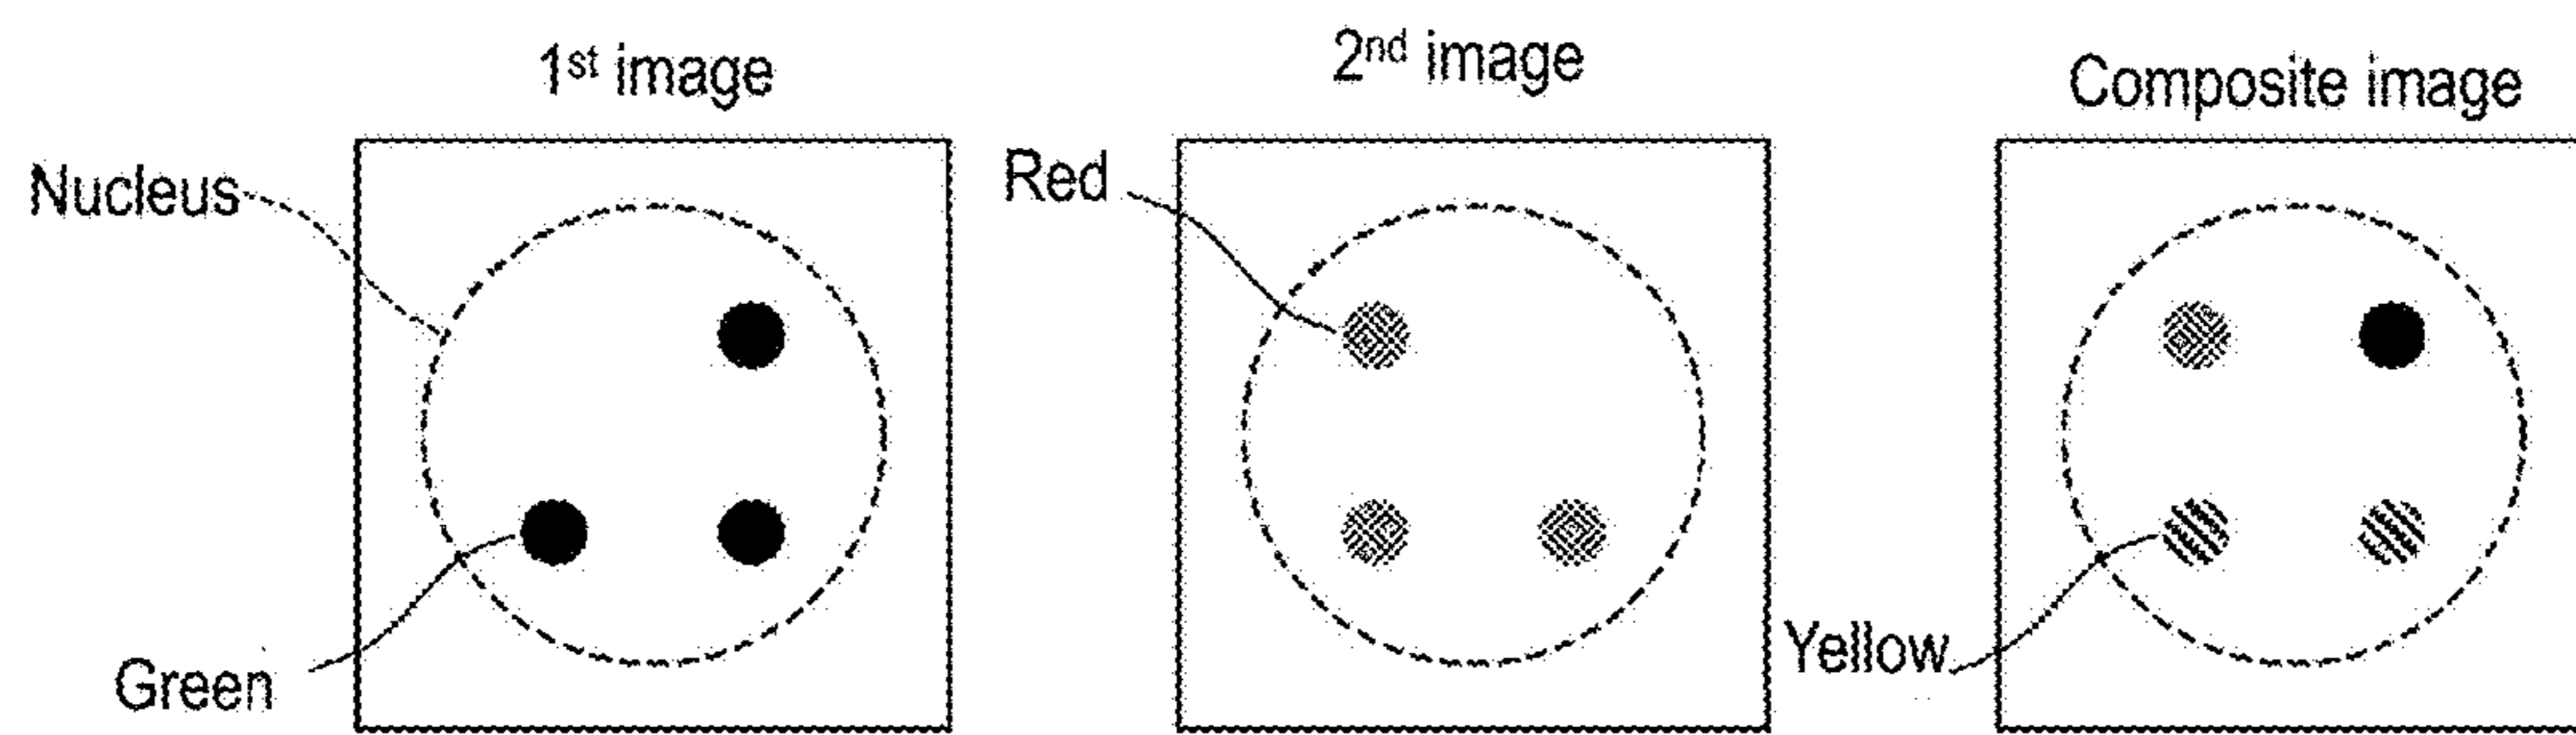 1st image
2nd image
Composite image
Nucleus
Red
Green
Yellow